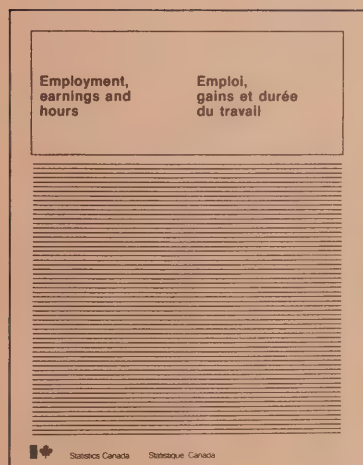 Employment,
earnings and
hours
Emploi,
gains et durée
du travail
Statistics Canada Statistique Canada